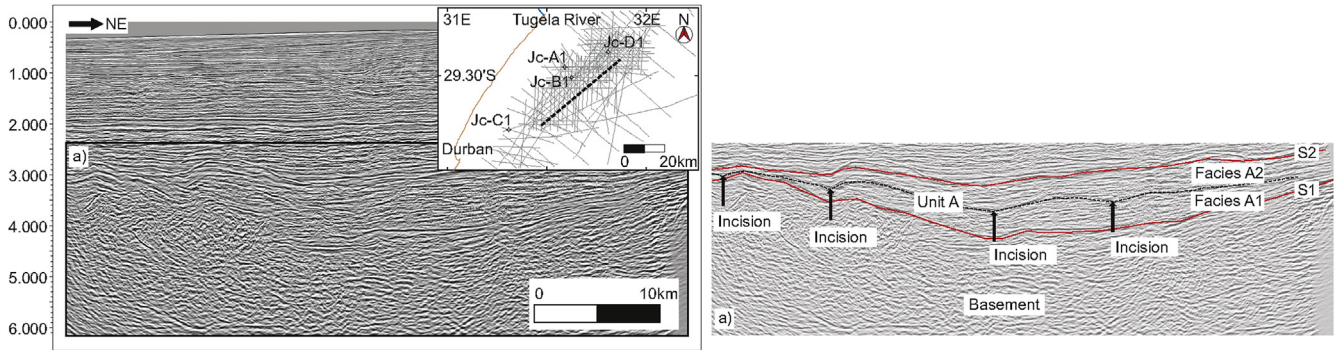 0.000
NE
1.000
2.000
3.000
4.000
5.000
6.000
a)
31E
Tugela River
32E
N
Jc-D1
Jc-A1
29.30'S
Jc-B1
Jc-C1
Durban
0
20km
0
10km
S2
Facies A2
S1
Unit A
Facies A1
Incision
Incision
Incision
Incision
Basement
a)